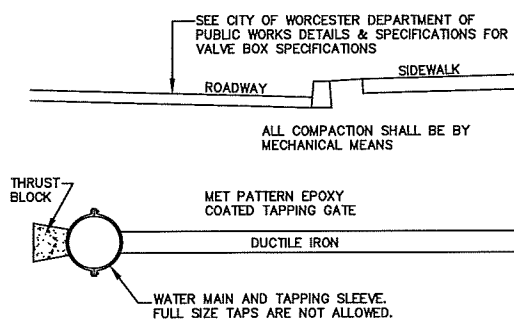 SEE CITY OF WORCESTER DEPARTMENT OF
PUBLIC WORKS DETAILS & SPECIFICATIONS FOR
VALVE BOX SPECIFICATIONS
SIDEWALK
ROADWAY
ALL COMPACTION SHALL BE BY
MECHANICAL MEANS
THRUST
BLOCK
MET PATTERN EPOXY
COATED TAPPING GATE
DUCTILE IRON
WATER MAIN AND TAPPING SLEEVE.
FULL SIZE TAPS ARE NOT ALLOWED.